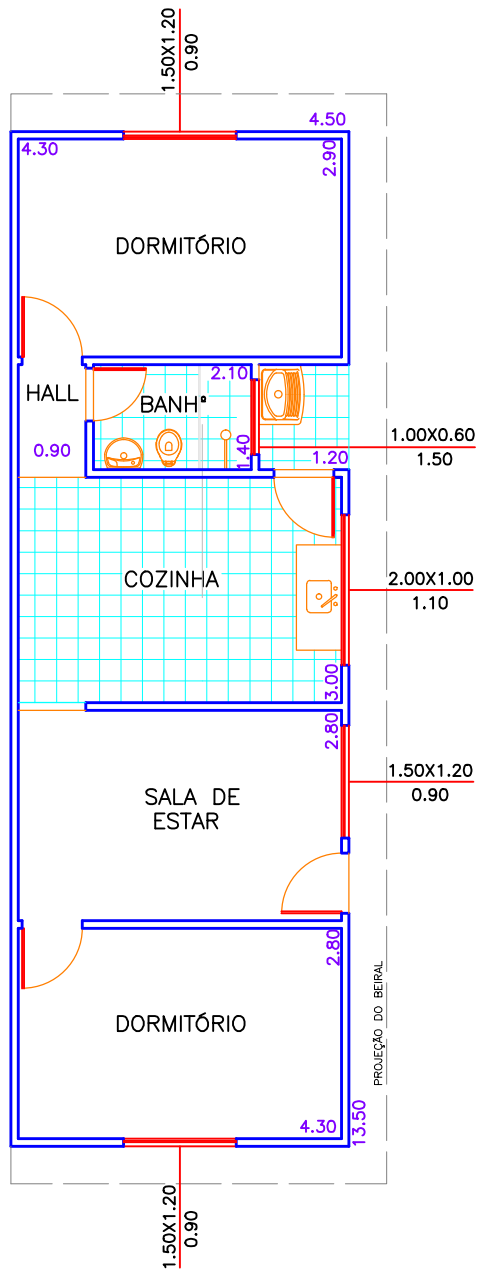 1.50X1.20
0.90
4.50
4.30
2.90
DORMITÓRIO
HALL
2.10
BANHº
0.90
1.40
1.20
1.00X0.60
1.50
COZINHA
2.00X1.00
1.10
3.00
2.80
1.50X1.20
0.90
SALA DE
ESTAR
2.80
DORMITÓRIO
PROJEÇÃO DO BEIRAL
4.30
13.50
1.50X1.20
0.90